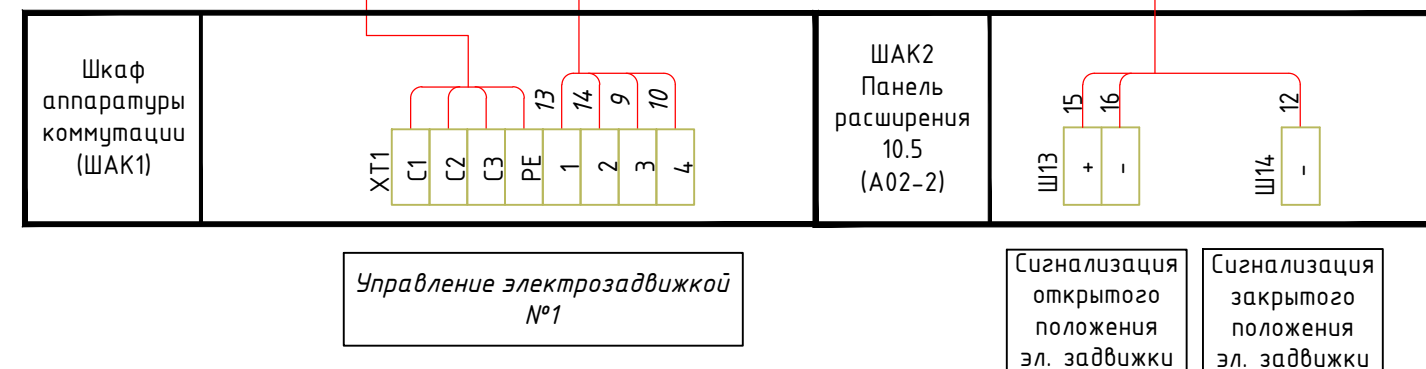 Шкаф
аппаратуры
коммутации
(ШАК1)
XT1
C1
C2
C3
PE
1
2
3
4
13
14
9
10
ШАК2
Панель
расширения
10.5
(А02-2)
Ш13
+
-
15
16
Ш14
-
12
Управление электрозадвижкой
№1
Сигнализация
открытого
положения
эл. задвижки
Сигнализация
закрытого
положения
эл. задвижки